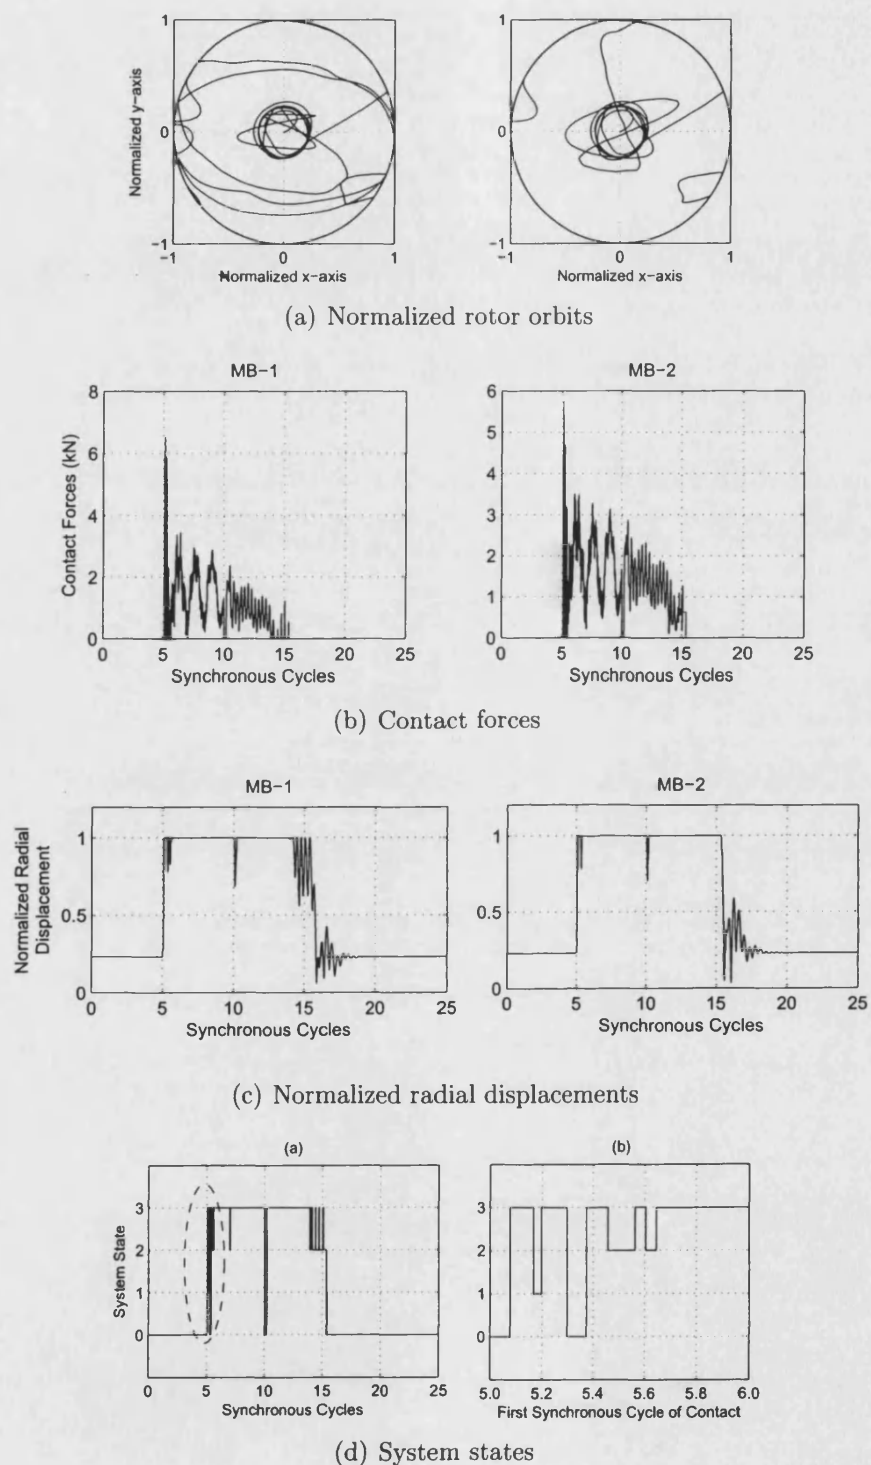 1
1
Normalized y-axis
0
0
-1
-1
-1
0
1
-1
0
1
Normalized x-axis
Normalized x-axis
(a) Normalized rotor orbits
MB-1
MB-2
8
6
4
2
0
Contact Forces (kN)
6
5
4
3
2
1
0
0 5 10 15 20 25
0 5 10 15 20 25
Synchronous Cycles
Synchronous Cycles
(b) Contact forces
MB-1
MB-2
Normalized Radial
Displacement
1
0.5
0
1
0.5
0
0 5 10 15 20 25
0 5 10 15 20 25
Synchronous Cycles
Synchronous Cycles
(c) Normalized radial displacements
(a)
(b)
System State
3
2
1
0
3
2
1
0
0 5 10 15 20 25
5.0 5.2 5.4 5.6 5.8 6.0
Synchronous Cycles
First Synchronous Cycle of Contact
(d) System states